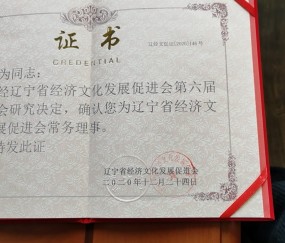 证书
CREDENTIAL
为同志:
经辽宁省经济文化发展促进会第六届
会研究决定，确认您为辽宁省经济文
展促进会常务理事。
特发此证
辽宁省经济文化发展促进会
二〇二〇年十二月二十四日